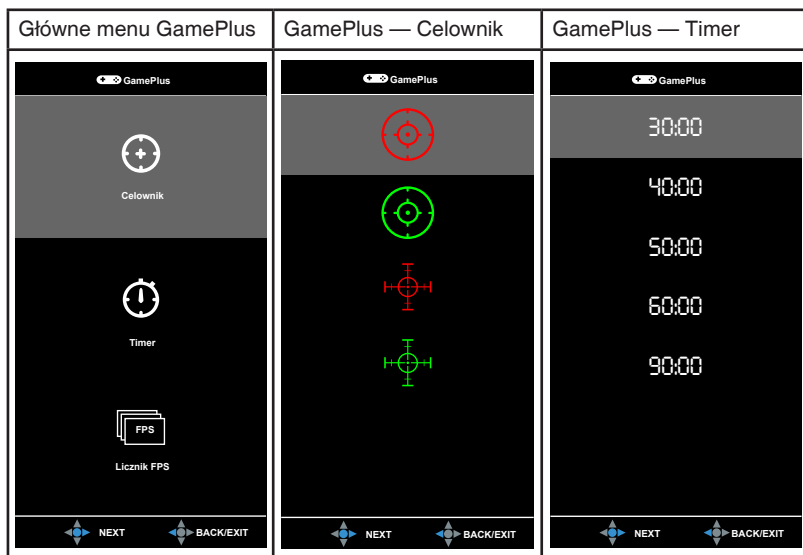 Główne menu GamePlus
GamePlus — Celownik
GamePlus — Timer
GamePlus
Celownik
Timer
FPS
Licznik FPS
NEXT
BACK/EXIT
GamePlus
NEXT
BACK/EXIT
GamePlus
30:00
40:00
50:00
60:00
90:00
NEXT
BACK/EXIT